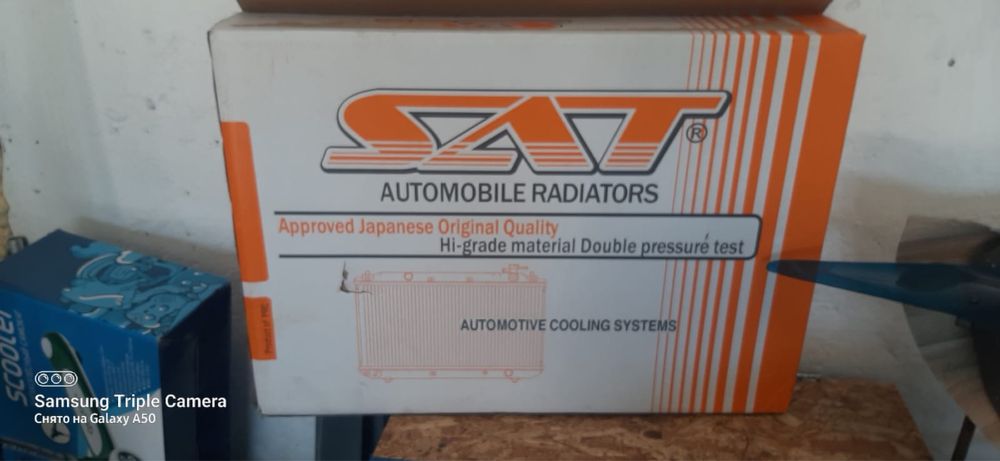 SAT
®
AUTOMOBILE RADIATORS
Approved Japanese Original Quality
Hi-grade material Double pressure test
AUTOMOTIVE COOLING SYSTEMS
SCOOTER
Samsung Triple Camera
Снято на Galaxy A50